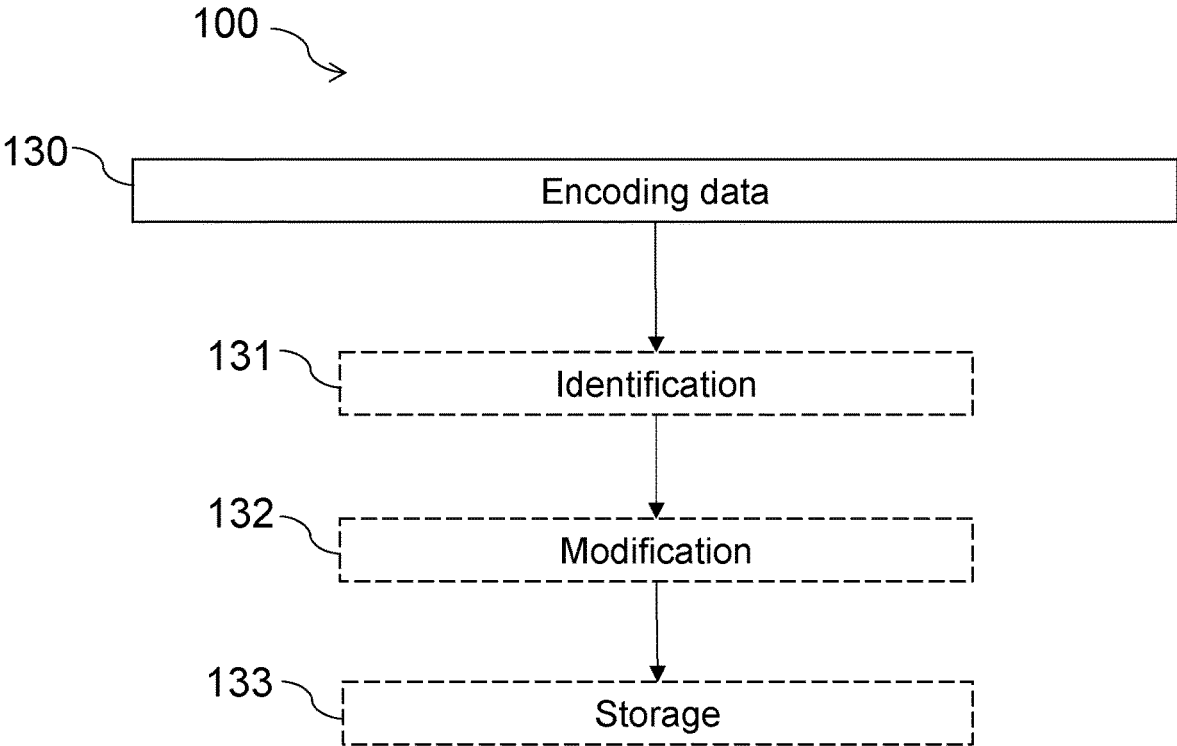 100
130
Encoding data
131
Identification
132
Modification
133
Storage